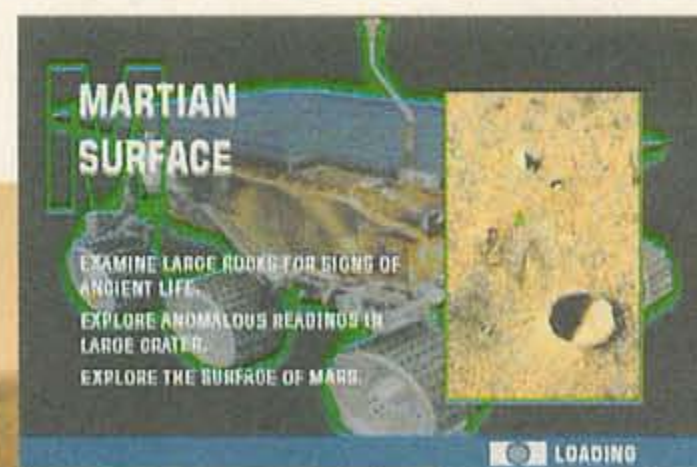 MARTIAN
SURFACE
EXAMINE LARGE ROCKS FOR SIGNS OF
ANCIENT LIFE.
EXPLORE ANOMALOUS READINGS IN
LARGE CRATER.
EXPLORE THE SURFACE OF MARS.
LOADING